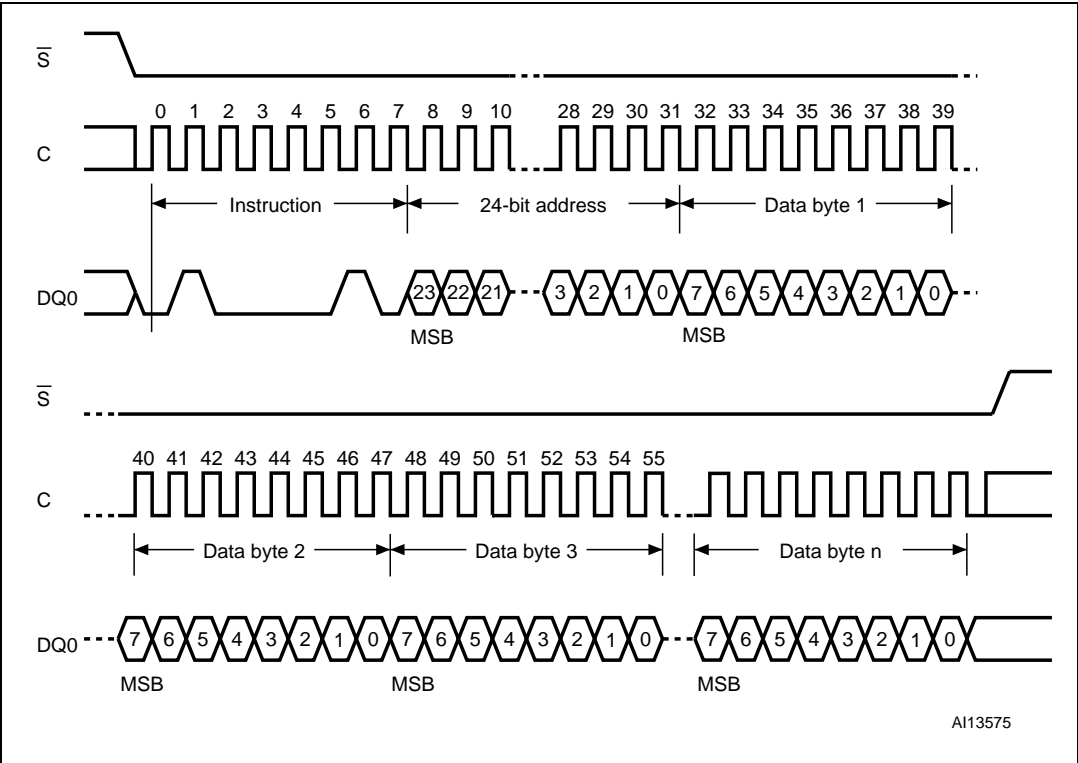 S̅
0 1 2 3 4 5 6 7 8 9 10 28 29 30 31 32 33 34 35 36 37 38 39
C
Instruction 24-bit address Data byte 1
DQ0 23 22 21 3 2 1 0 7 6 5 4 3 2 1 0
MSB MSB
S̅
40 41 42 43 44 45 46 47 48 49 50 51 52 53 54 55
C
Data byte 2 Data byte 3 Data byte n
DQ0 7 6 5 4 3 2 1 0 7 6 5 4 3 2 1 0 7 6 5 4 3 2 1 0
MSB MSB MSB
AI13575